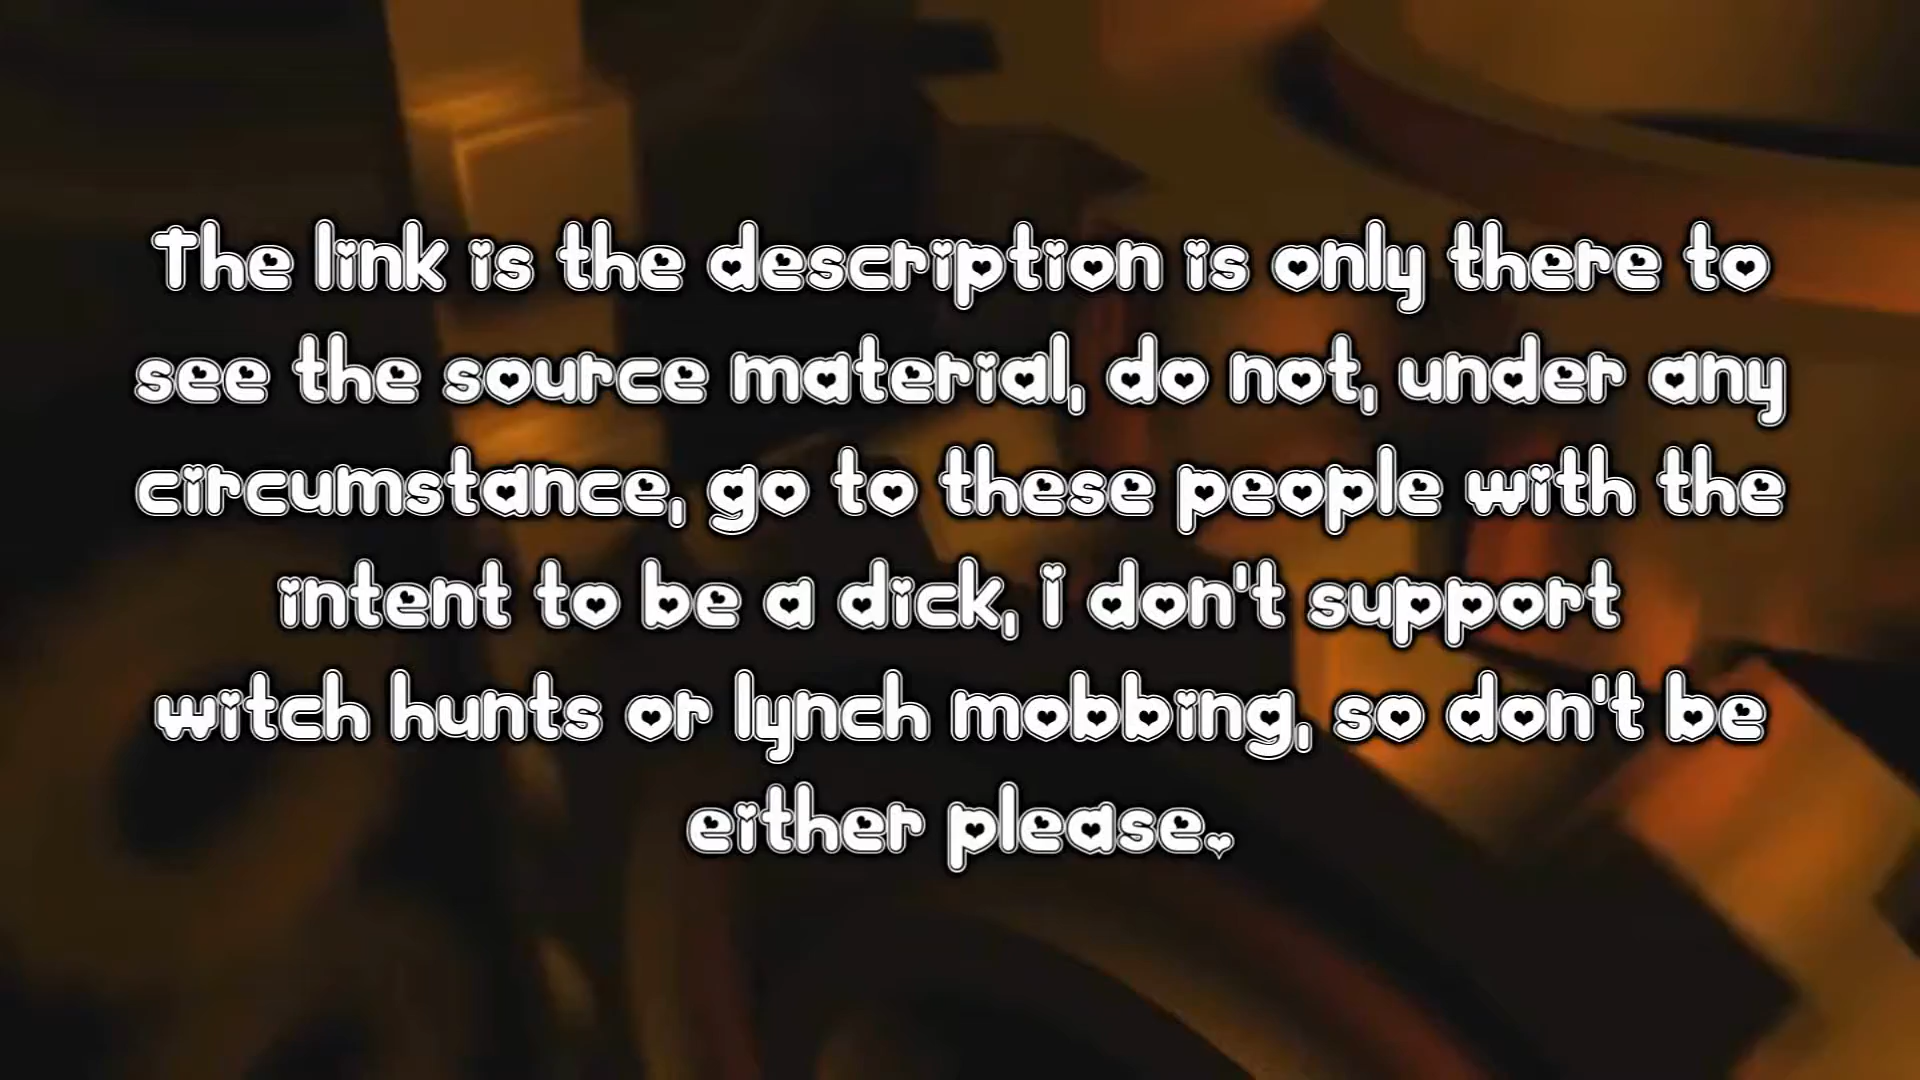 The link is the description is only there to
see the source material, do not, under any
circumstance, go to these people with the
intent to be a dick, i don't support
witch hunts or lynch mobbing, so don't be
either please.